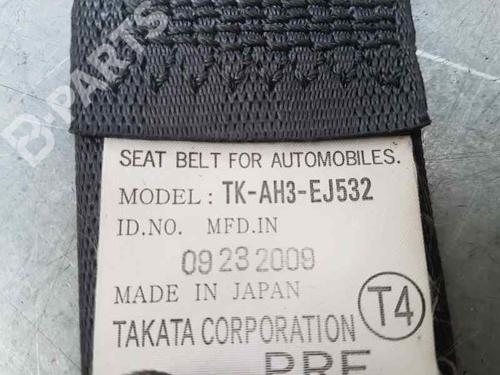 B-PARTS
SEAT BELT FOR AUTOMOBILES.
MODEL : TK-AH3-EJ532
ID.NO. MFD.IN
09 23 2009
MADE IN JAPAN
T4
TAKATA CORPORATION
PRE